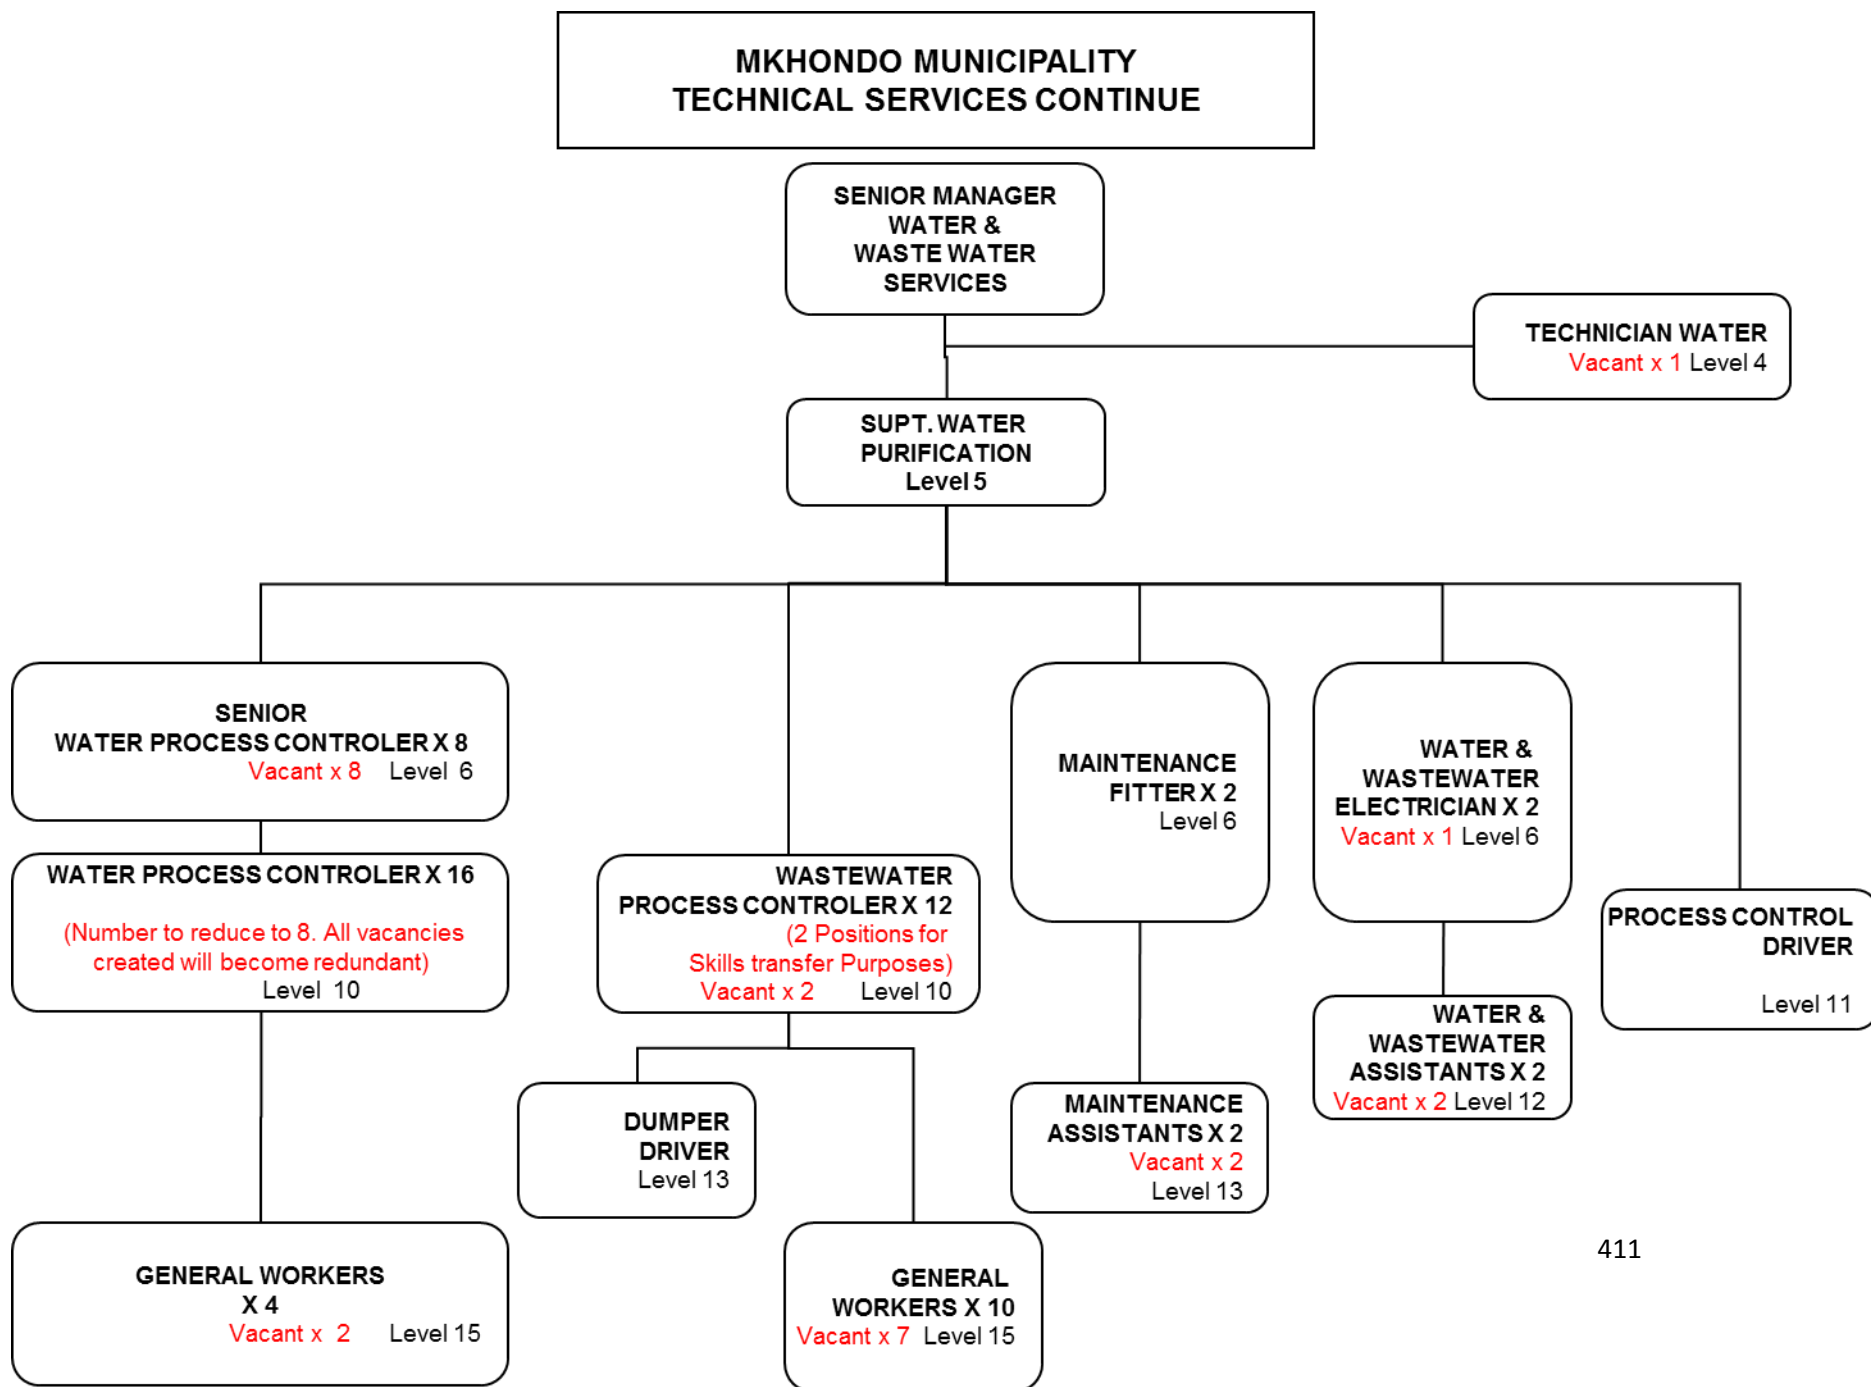 MKHONDO MUNICIPALITY
TECHNICAL SERVICES CONTINUE
SENIOR MANAGER
WATER &
WASTE WATER
SERVICES
TECHNICIAN WATER
Vacant x 1 Level 4
SUPT. WATER
PURIFICATION
Level 5
SENIOR
WATER PROCESS CONTROLER X 8
Vacant x 8 Level 6
WATER PROCESS CONTROLER X 16
(Number to reduce to 8. All vacancies
created will become redundant)
Level 10
GENERAL WORKERS
X 4
Vacant x 2 Level 15
WASTEWATER
PROCESS CONTROLER X 12
(2 Positions for
Skills transfer Purposes)
Vacant x 2 Level 10
DUMPER
DRIVER
Level 13
GENERAL
WORKERS X 10
Vacant x 7 Level 15
MAINTENANCE
FITTER X 2
Level 6
MAINTENANCE
ASSISTANTS X 2
Vacant x 2
Level 13
WATER &
WASTEWATER
ELECTRICIAN X 2
Vacant x 1 Level 6
WATER &
WASTEWATER
ASSISTANTS X 2
Vacant x 2 Level 12
PROCESS CONTROL
DRIVER
Level 11
411